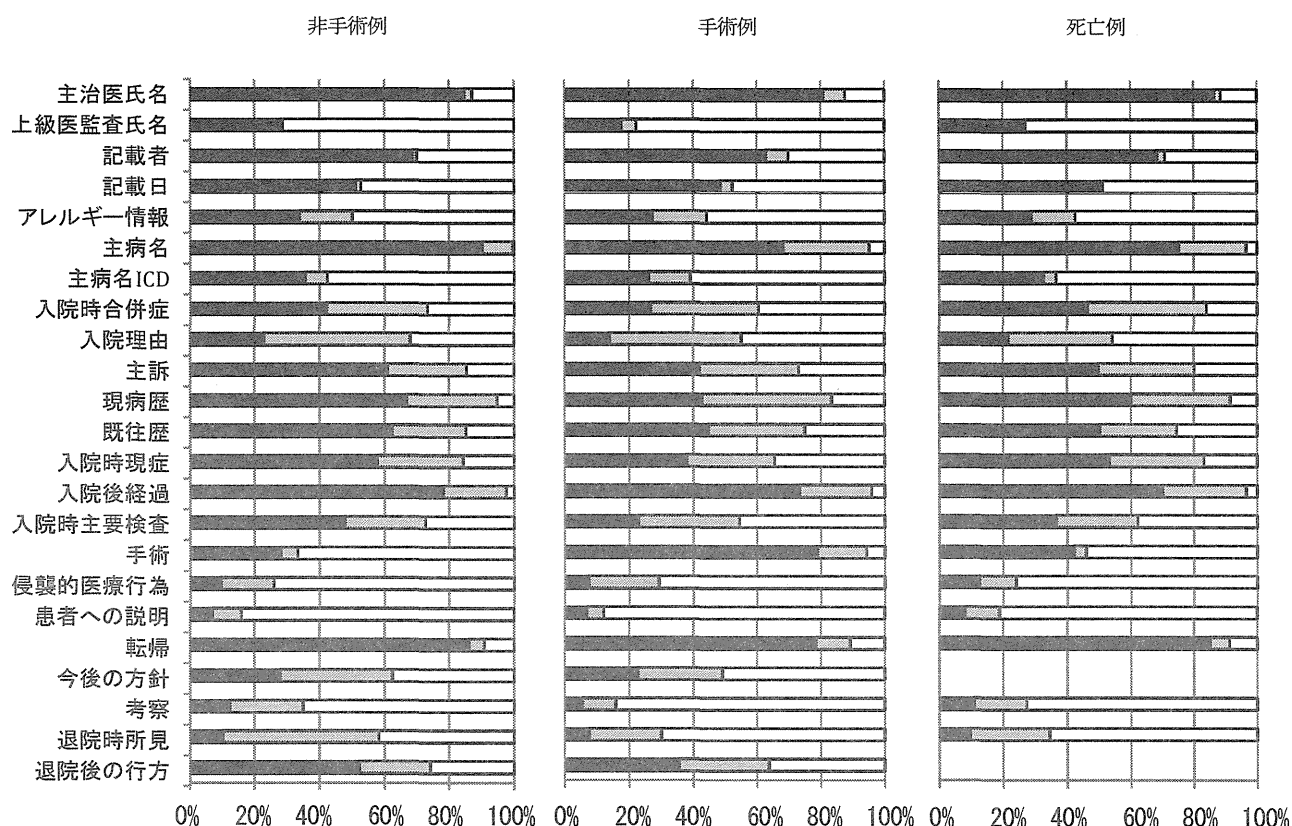 非手術例
手術例
死亡例
主治医氏名
上級医監査氏名
記載者
記載日
アレルギー情報
主病名
主病名ICD
入院時合併症
入院理由
主訴
現病歴
既往歴
入院時現症
入院後経過
入院時主要検査
手術
侵襲的医療行為
患者への説明
転帰
今後の方針
考察
退院時所見
退院後の行方
0% 20% 40% 60% 80% 100%
0% 20% 40% 60% 80% 100%
0% 20% 40% 60% 80% 100%